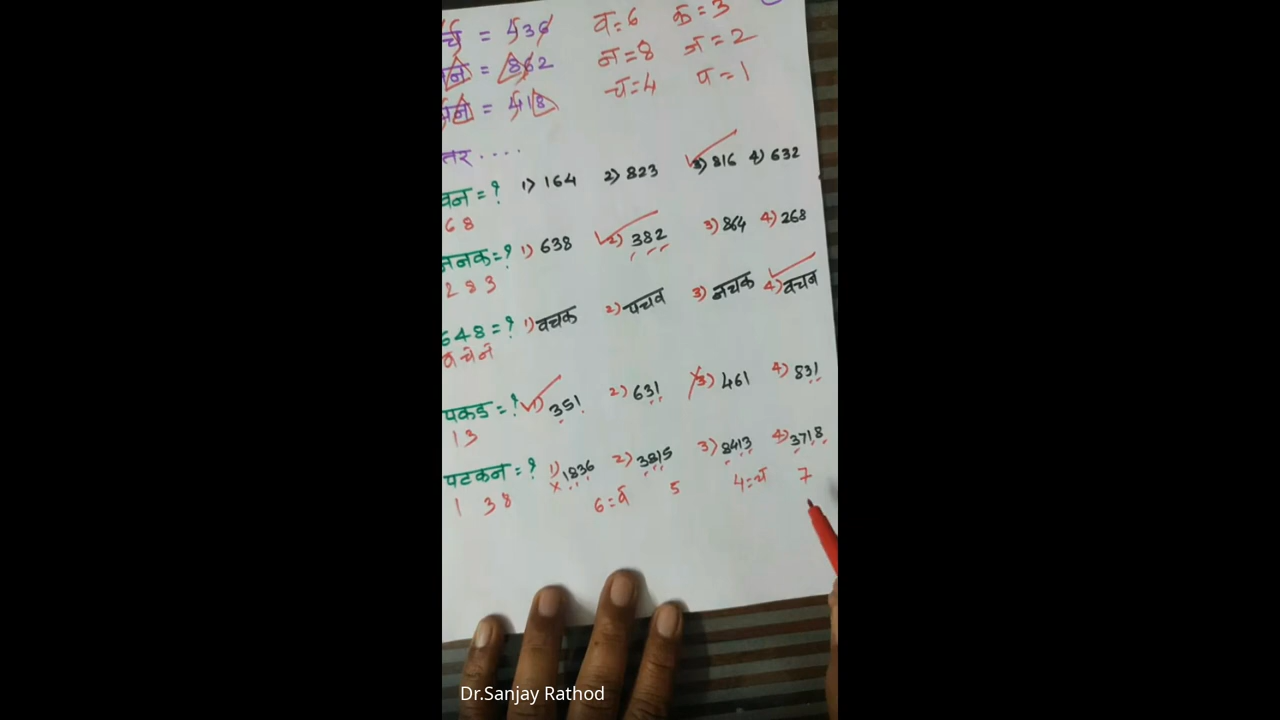 र्च = 436 व=6 क=3
न = 862 न=8 ज=2
मन = 418 च=4 प=1
तर ....
वन = ? 1) 164 2) 823 3) 816 4) 632
6 8
जनक=? 1) 638 2) 382 3) 864 4) 268
2 8 3
648=? 1) वचक 2) पचव 3) नचक 4) वचन
व च न
पकड = ? 1) 351 2) 631 3) 461 4) 831
1 3
पटकन = ? 1) 1836 2) 3815 3) 8413 4) 3718
1 3 8 6=व 5 4=च 7
Dr.Sanjay Rathod